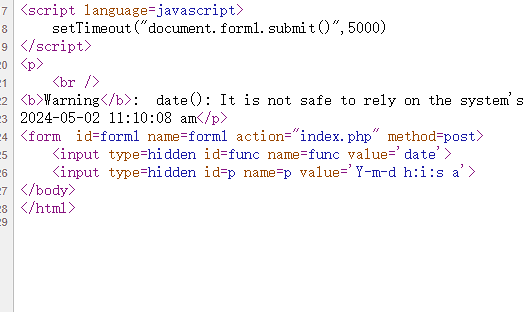 7 <script language=javascript>
8 setTimeout("document.form1.submit()",5000)
9 </script>
20 <p>
21 <br />
22 <b>Warning</b>: date(): It is not safe to rely on the system's
23 2024-05-02 11:10:08 am</p>
24 <form id=form1 name=form1 action="index.php" method=post>
25 <input type=hidden id=func name=func value='date'>
26 <input type=hidden id=p name=p value='Y-m-d h:i:s a'>
27 </body>
28 </html>
29